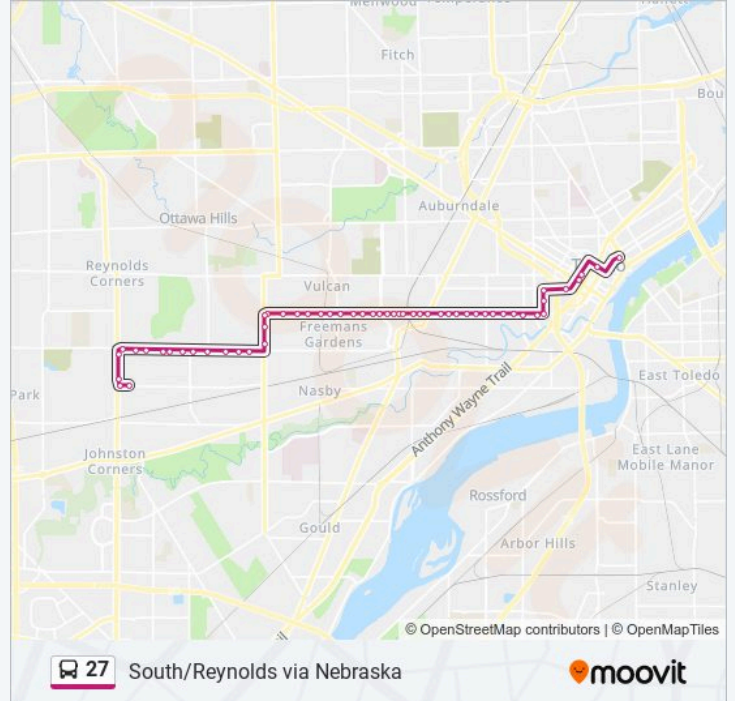 Fitch
Bou
Auburndale
Ottawa Hills
Reynolds
Corners
Vulcan
Freemans
Gardens
East Toledo
Nasby
Park
Anthony Wayne Trail
Johnston
Corners
East Lane
Mobile Manor
Rossford
Gould
Arbor Hills
Stanley
© OpenStreetMap contributors | © OpenMapTiles
27
South/Reynolds via Nebraska
moovit